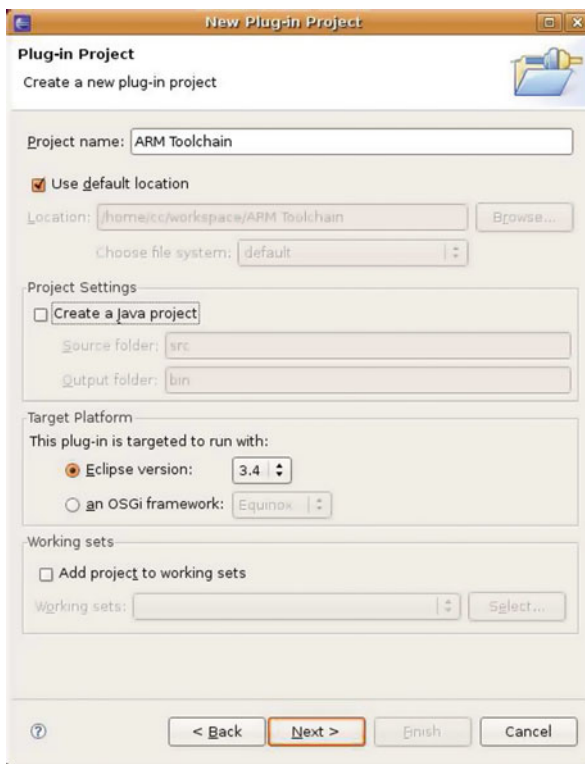 New Plug-in Project
Plug-in Project
Create a new plug-in project
Project name: ARM Toolchain
Use default location
Location: /home/cc/workspace/ARM Toolchain Browse...
Choose file system: default
Project Settings
Create a Java project
Source folder: src
Output folder: bin
Target Platform
This plug-in is targeted to run with:
Eclipse version: 3.4
an OSGi framework: Equinox
Working sets
Add project to working sets
Working sets: Select...
? < Back Next > Finish Cancel